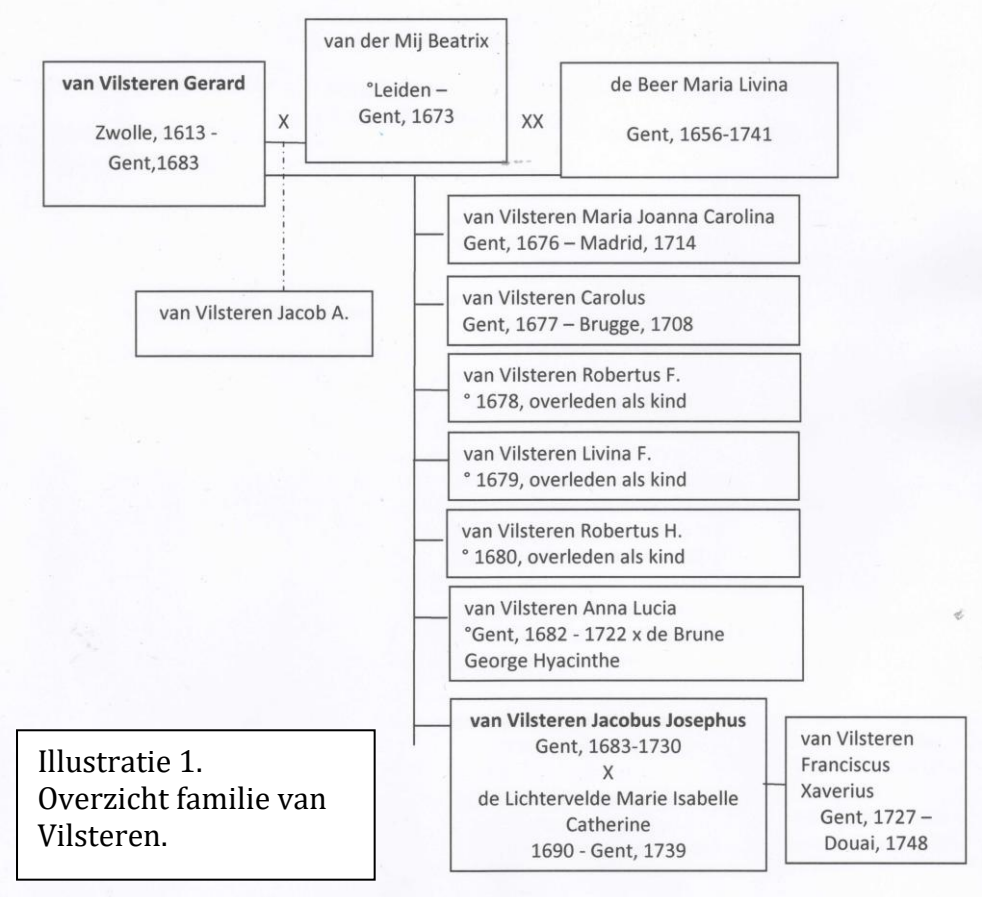 van Vilsteren Gerard
Zwolle, 1613 -
Gent,1683
X
van der Mij Beatrix
°Leiden –
Gent, 1673
XX
de Beer Maria Livina
Gent, 1656-1741
van Vilsteren Jacob A.
van Vilsteren Maria Joanna Carolina
Gent, 1676 – Madrid, 1714
van Vilsteren Carolus
Gent, 1677 – Brugge, 1708
van Vilsteren Robertus F.
° 1678, overleden als kind
van Vilsteren Livina F.
° 1679, overleden als kind
van Vilsteren Robertus H.
° 1680, overleden als kind
van Vilsteren Anna Lucia
°Gent, 1682 - 1722 x de Brune
George Hyacinthe
van Vilsteren Jacobus Josephus
Gent, 1683-1730
X
de Lichtervelde Marie Isabelle
Catherine
1690 - Gent, 1739
van Vilsteren
Franciscus
Xaverius
Gent, 1727 –
Douai, 1748
Illustratie 1.
Overzicht familie van
Vilsteren.